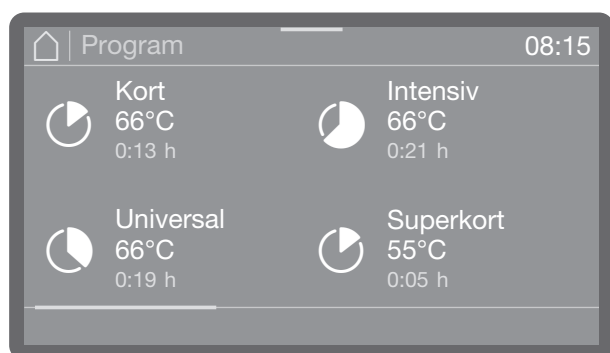 Program
08:15
Kort
66°C
0:13 h
Intensiv
66°C
0:21 h
Universal
66°C
0:19 h
Superkort
55°C
0:05 h